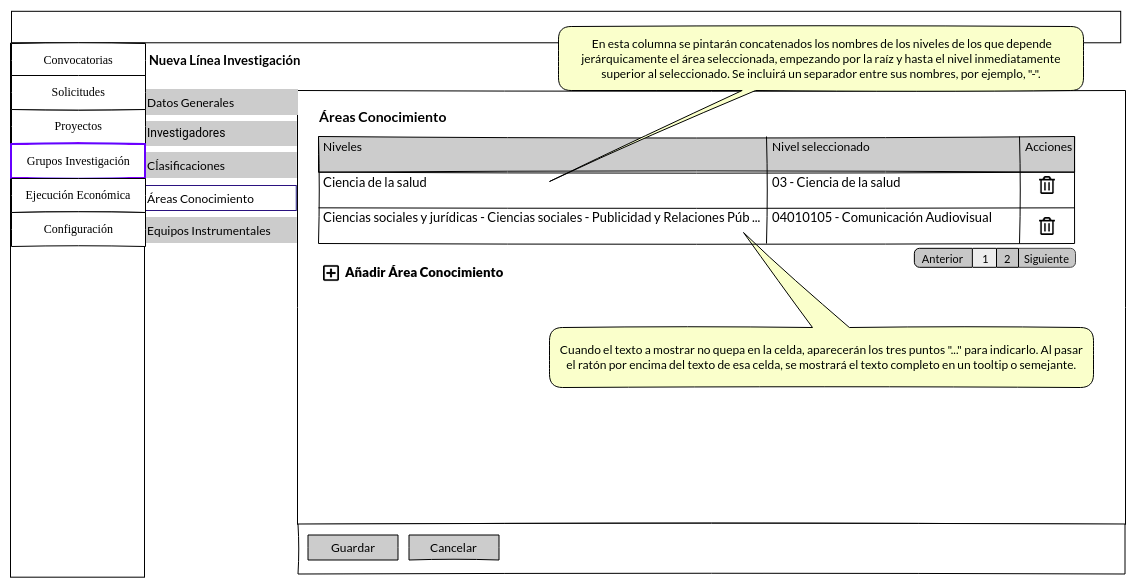 En esta columna se pintarán concatenados los nombres de los niveles de los que depende
jerárquicamente el área seleccionada, empezando por la raíz y hasta el nivel inmediatamente
superior al seleccionado. Se incluirá un separador entre sus nombres, por ejemplo, "-".
Convocatorias
Solicitudes
Proyectos
Grupos Investigación
Ejecución Económica
Configuración
Nueva Línea Investigación
Datos Generales
Investigadores
Clasificaciones
Áreas Conocimiento
Equipos Instrumentales
Áreas Conocimiento
Niveles Nivel seleccionado Acciones
Ciencia de la salud 03 - Ciencia de la salud
Ciencias sociales y jurídicas - Ciencias sociales - Publicidad y Relaciones Púb ... 04010105 - Comunicación Audiovisual
Anterior 1 2 Siguiente
Añadir Área Conocimiento
Cuando el texto a mostrar no quepa en la celda, aparecerán los tres puntos "..." para indicarlo. Al pasar
el ratón por encima del texto de esa celda, se mostrará el texto completo en un tooltip o semejante.
Guardar Cancelar